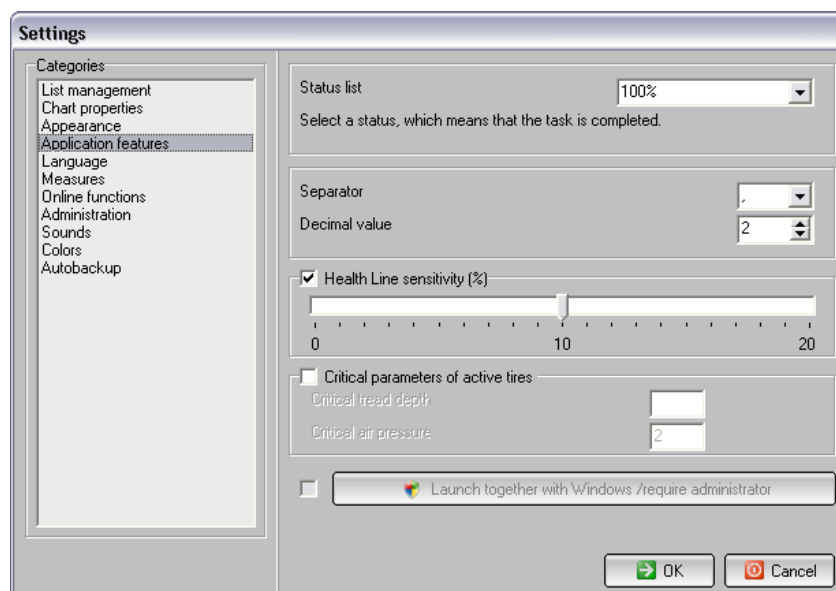 Settings
Categories
List management
Chart properties
Appearance
Application features
Language
Measures
Online functions
Administration
Sounds
Colors
Autobackup
Status list 100%
Select a status, which means that the task is completed.
Separator ,
Decimal value 2
Health Line sensitivity (%)
0 10 20
Critical parameters of active tires
Critical tread depth
Critical air pressure 2
Launch together with Windows /require administrator
OK Cancel